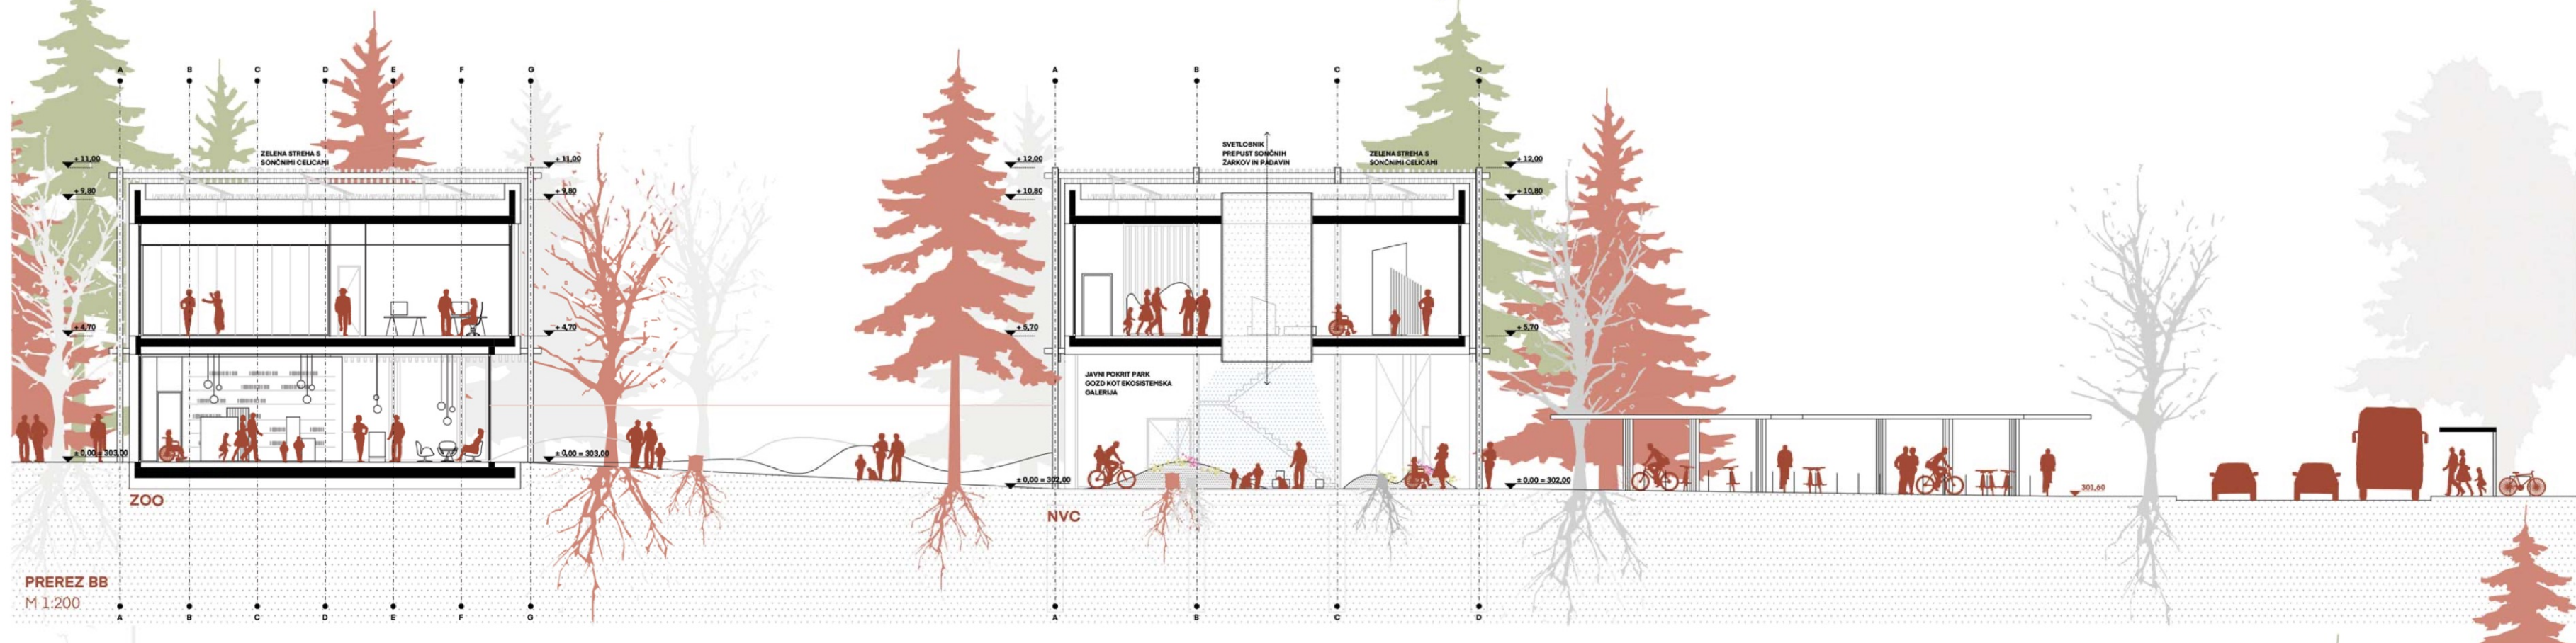 A B C D E F G
ZELENA STREHA S
SONČNIMI CELICAMI
+ 11,00
+ 11,00
+ 9,80
+ 9,80
+ 4,70
+ 4,70
± 0,00 = 303,00
± 0,00 = 303,00
ZOO
A B C D E F G
A B C D
SVETLOBNIK
PREPUST SONČNIH
ŽARKOV IN PADAVIN
ZELENA STREHA S
SONČNIMI CELICAMI
+ 12,00
+ 12,00
+ 10,80
+ 10,80
+ 5,70
+ 5,70
JAVNI POKRIT PARK
GOZD KOT EKOSISTEMSKA
GALERIJA
± 0,00 = 302,00
± 0,00 = 302,00
301,60
NVC
A B C D
PREREZ BB
M 1:200